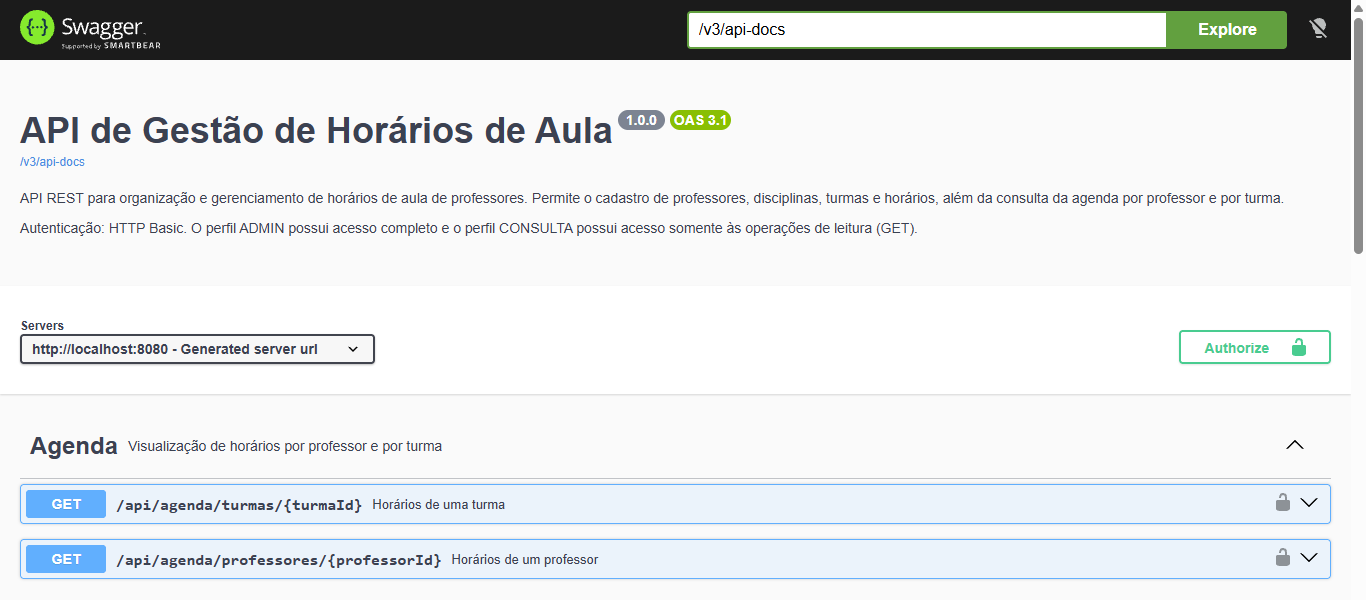 Swagger.
Supported by SMARTBEAR
/v3/api-docs
Explore
API de Gestão de Horários de Aula 1.0.0 OAS 3.1
/v3/api-docs
API REST para organização e gerenciamento de horários de aula de professores. Permite o cadastro de professores, disciplinas, turmas e horários, além da consulta da agenda por professor e por turma.
Autenticação: HTTP Basic. O perfil ADMIN possui acesso completo e o perfil CONSULTA possui acesso somente às operações de leitura (GET).
Servers
http://localhost:8080 - Generated server url
Authorize
Agenda Visualização de horários por professor e por turma
GET /api/agenda/turmas/{turmaId} Horários de uma turma
GET /api/agenda/professores/{professorId} Horários de um professor